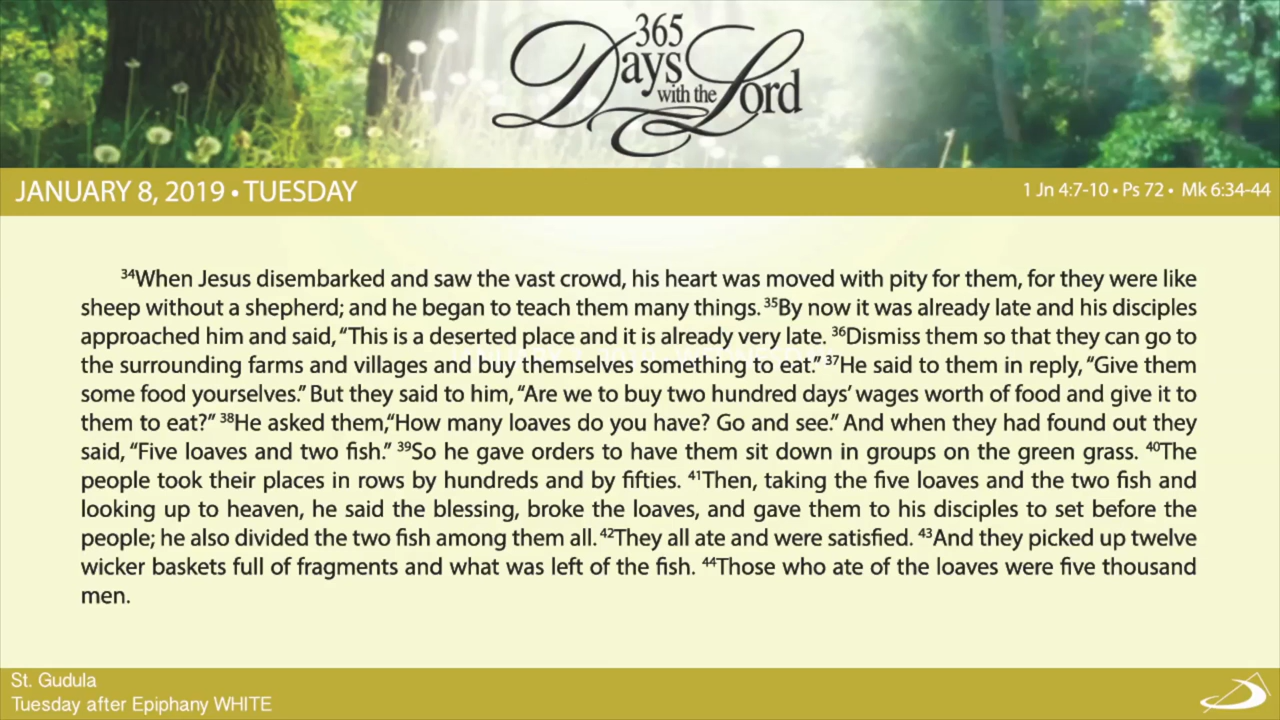 365
Days
with the
Lord
JANUARY 8, 2019 • TUESDAY
1 Jn 4:7-10 • Ps 72 • Mk 6:34-44
³⁴When Jesus disembarked and saw the vast crowd, his heart was moved with pity for them, for they were like
sheep without a shepherd; and he began to teach them many things. ³⁵By now it was already late and his disciples
approached him and said, “This is a deserted place and it is already very late. ³⁶Dismiss them so that they can go to
the surrounding farms and villages and buy themselves something to eat.” ³⁷He said to them in reply, “Give them
some food yourselves.” But they said to him, “Are we to buy two hundred days’ wages worth of food and give it to
them to eat?” ³⁸He asked them,“How many loaves do you have? Go and see.” And when they had found out they
said, “Five loaves and two fish.” ³⁹So he gave orders to have them sit down in groups on the green grass. ⁴⁰The
people took their places in rows by hundreds and by fifties. ⁴¹Then, taking the five loaves and the two fish and
looking up to heaven, he said the blessing, broke the loaves, and gave them to his disciples to set before the
people; he also divided the two fish among them all. ⁴²They all ate and were satisfied. ⁴³And they picked up twelve
wicker baskets full of fragments and what was left of the fish. ⁴⁴Those who ate of the loaves were five thousand
men.
St. Gudula
Tuesday after Epiphany WHITE